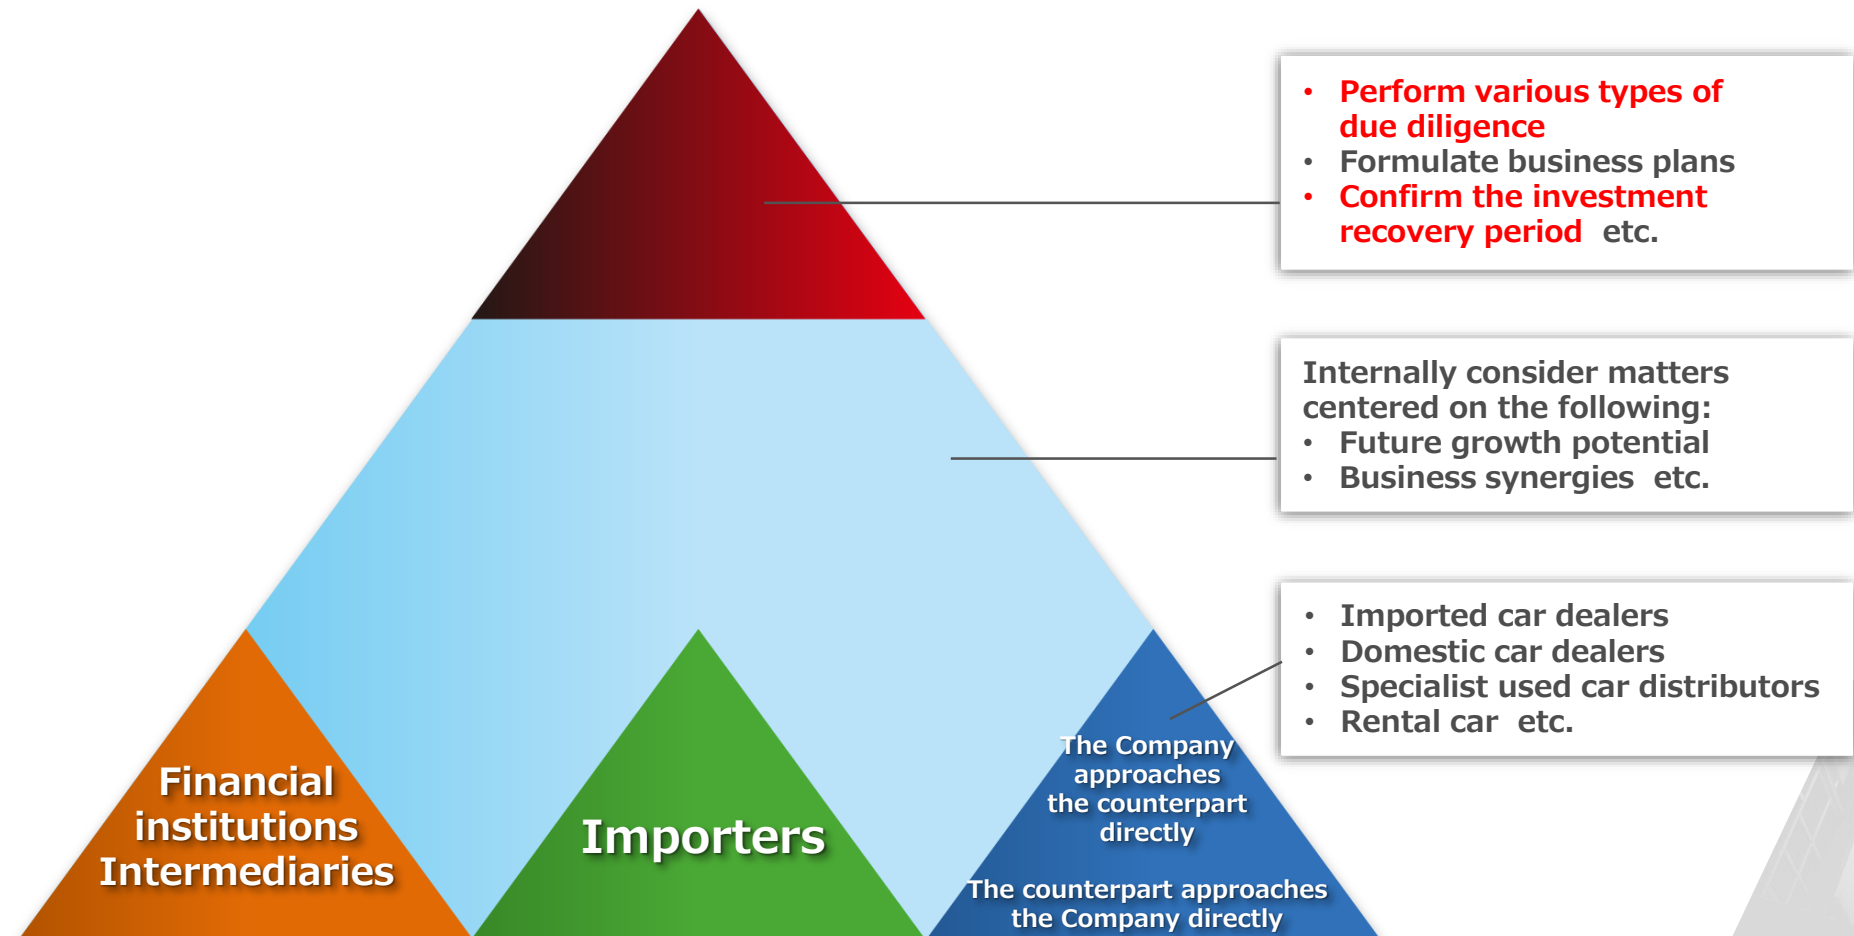 • Perform various types of
due diligence
• Formulate business plans
• Confirm the investment
recovery period etc.
Internally consider matters
centered on the following:
• Future growth potential
• Business synergies etc.
• Imported car dealers
• Domestic car dealers
• Specialist used car distributors
• Rental car etc.
Financial
institutions
Intermediaries
Importers
The Company
approaches
the counterpart
directly
The counterpart approaches
the Company directly